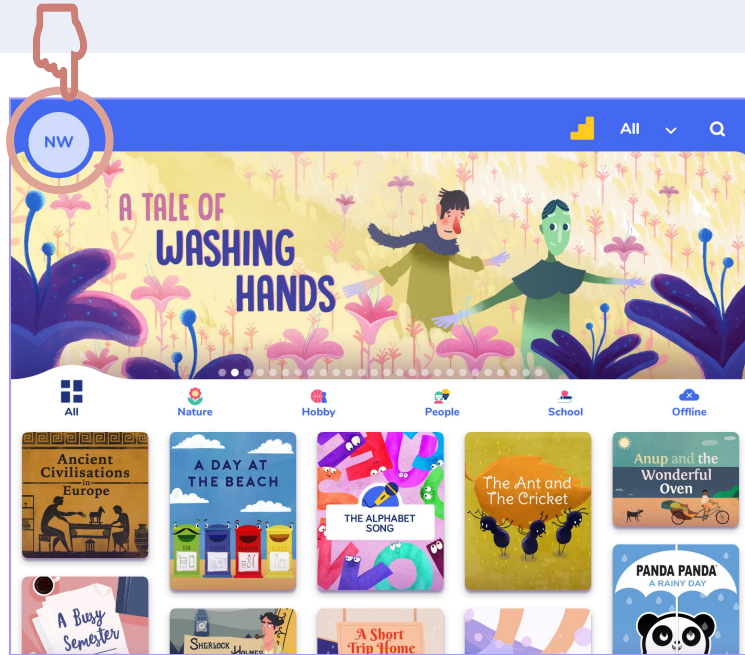 NW
All
A TALE OF
WASHING
HANDS
All
Nature
Hobby
People
School
Offline
Ancient
Civilisations
in
Europe
A DAY AT
THE BEACH
THE ALPHABET
SONG
The Ant and
The Cricket
Anup and the
Wonderful
Oven
PANDA PANDA
A RAINY DAY
A Busy
Semester
SHERLOCK HOLMES
A Short
Trip Home